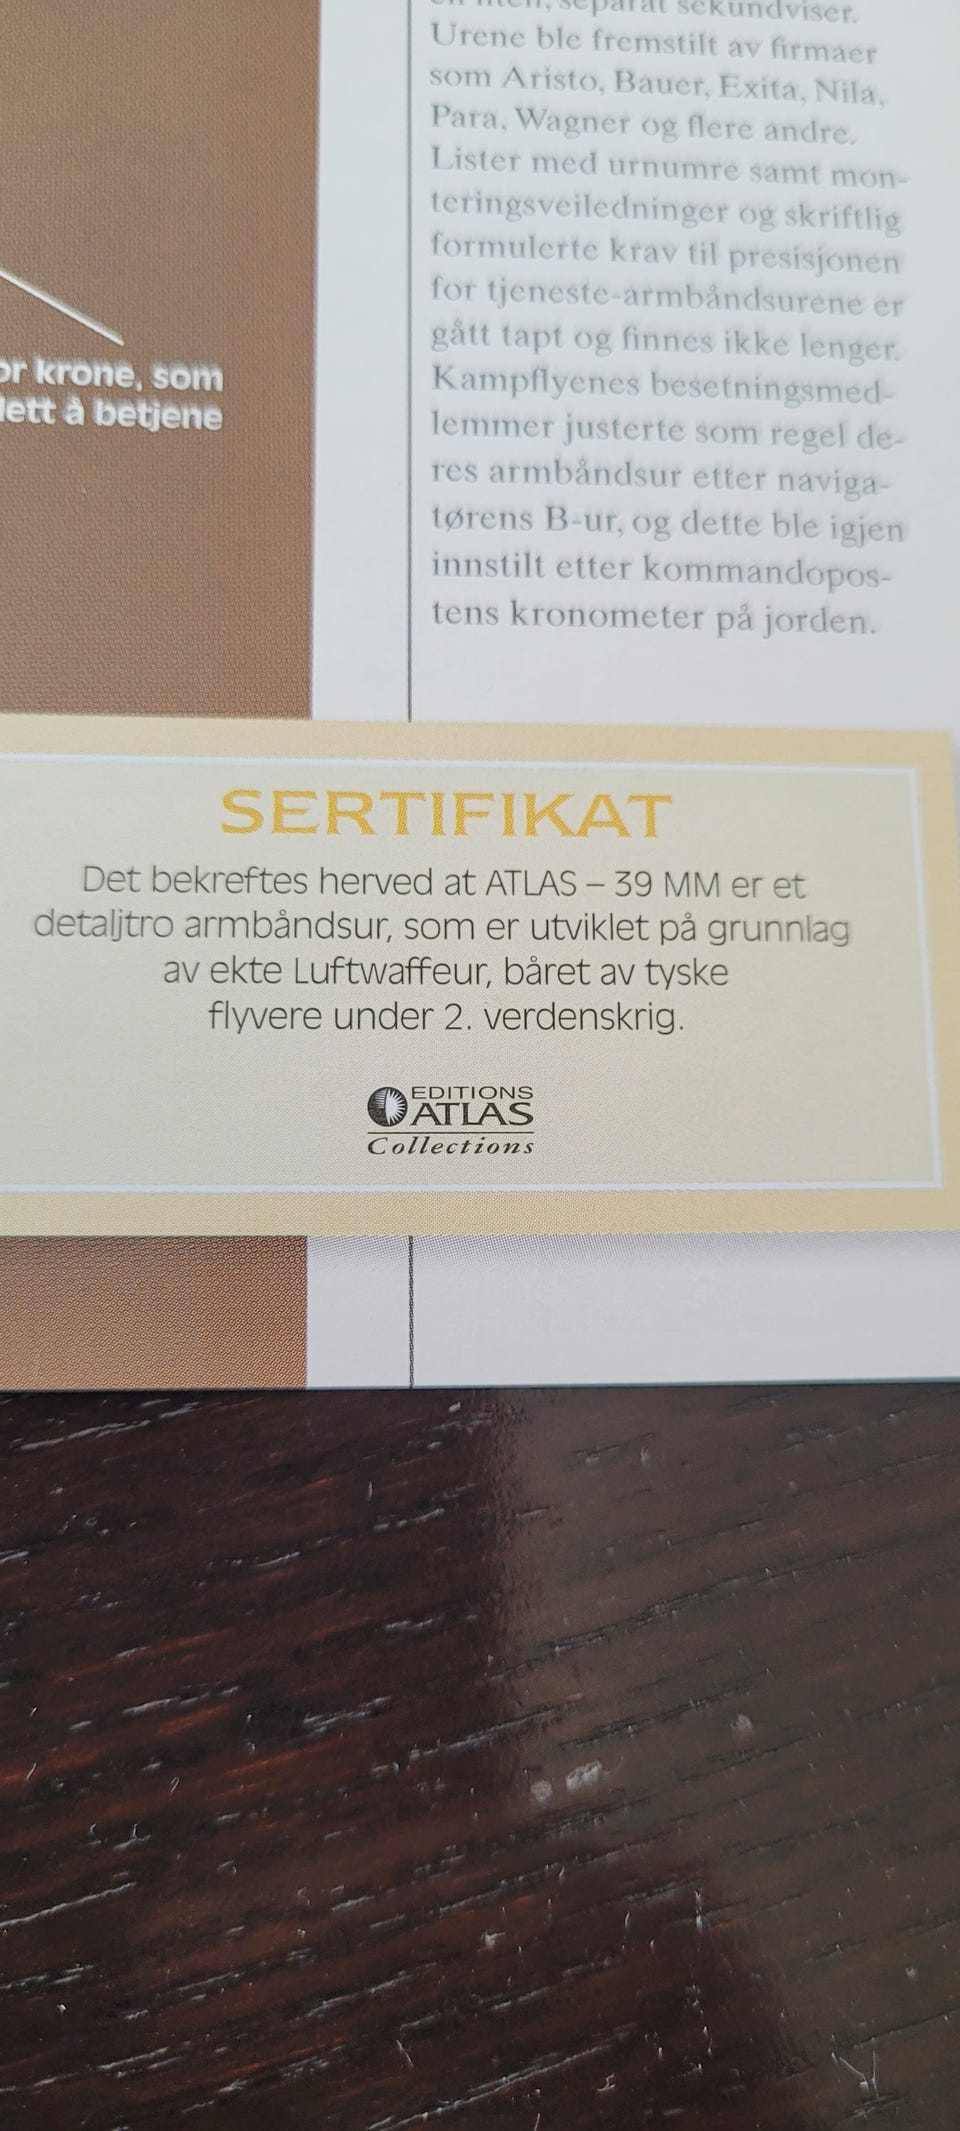 or krone, som
lett å betjene
separat sekundviser.
Urene ble fremstilt av firmaer
som Aristo, Bauer, Exita, Nila,
Para, Wagner og flere andre.
Lister med urnumre samt mon-
teringsveiledninger og skriftlig
formulerte krav til presisjonen
for tjeneste-armbåndsurene er
gått tapt og finnes ikke lenger.
Kampflyenes besetningsmed-
lemmer justerte som regel de-
res armbåndsur etter naviga-
tørens B-ur, og dette ble igjen
innstilt etter kommandopos-
tens kronometer på jorden.
SERTIFIKAT
Det bekreftes herved at ATLAS – 39 MM er et
detaljtro armbåndsur, som er utviklet på grunnlag
av ekte Luftwaffeur, båret av tyske
flyvere under 2. verdenskrig.
EDITIONS
ATLAS
Collections